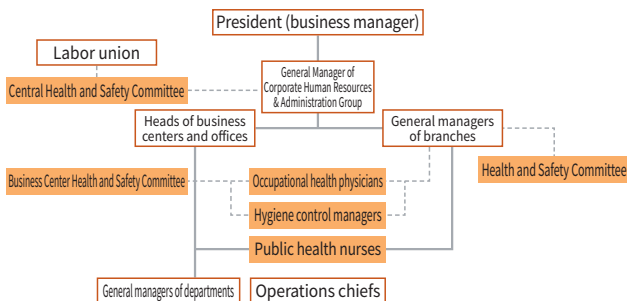 President (business manager)
Labor union
General Manager of
Corporate Human Resources
& Administration Group
Central Health and Safety Committee
Heads of business
centers and offices
General managers
of branches
Business Center Health and Safety Committee
Occupational health physicians
Health and Safety Committee
Hygiene control managers
Public health nurses
General managers of departments
Operations chiefs